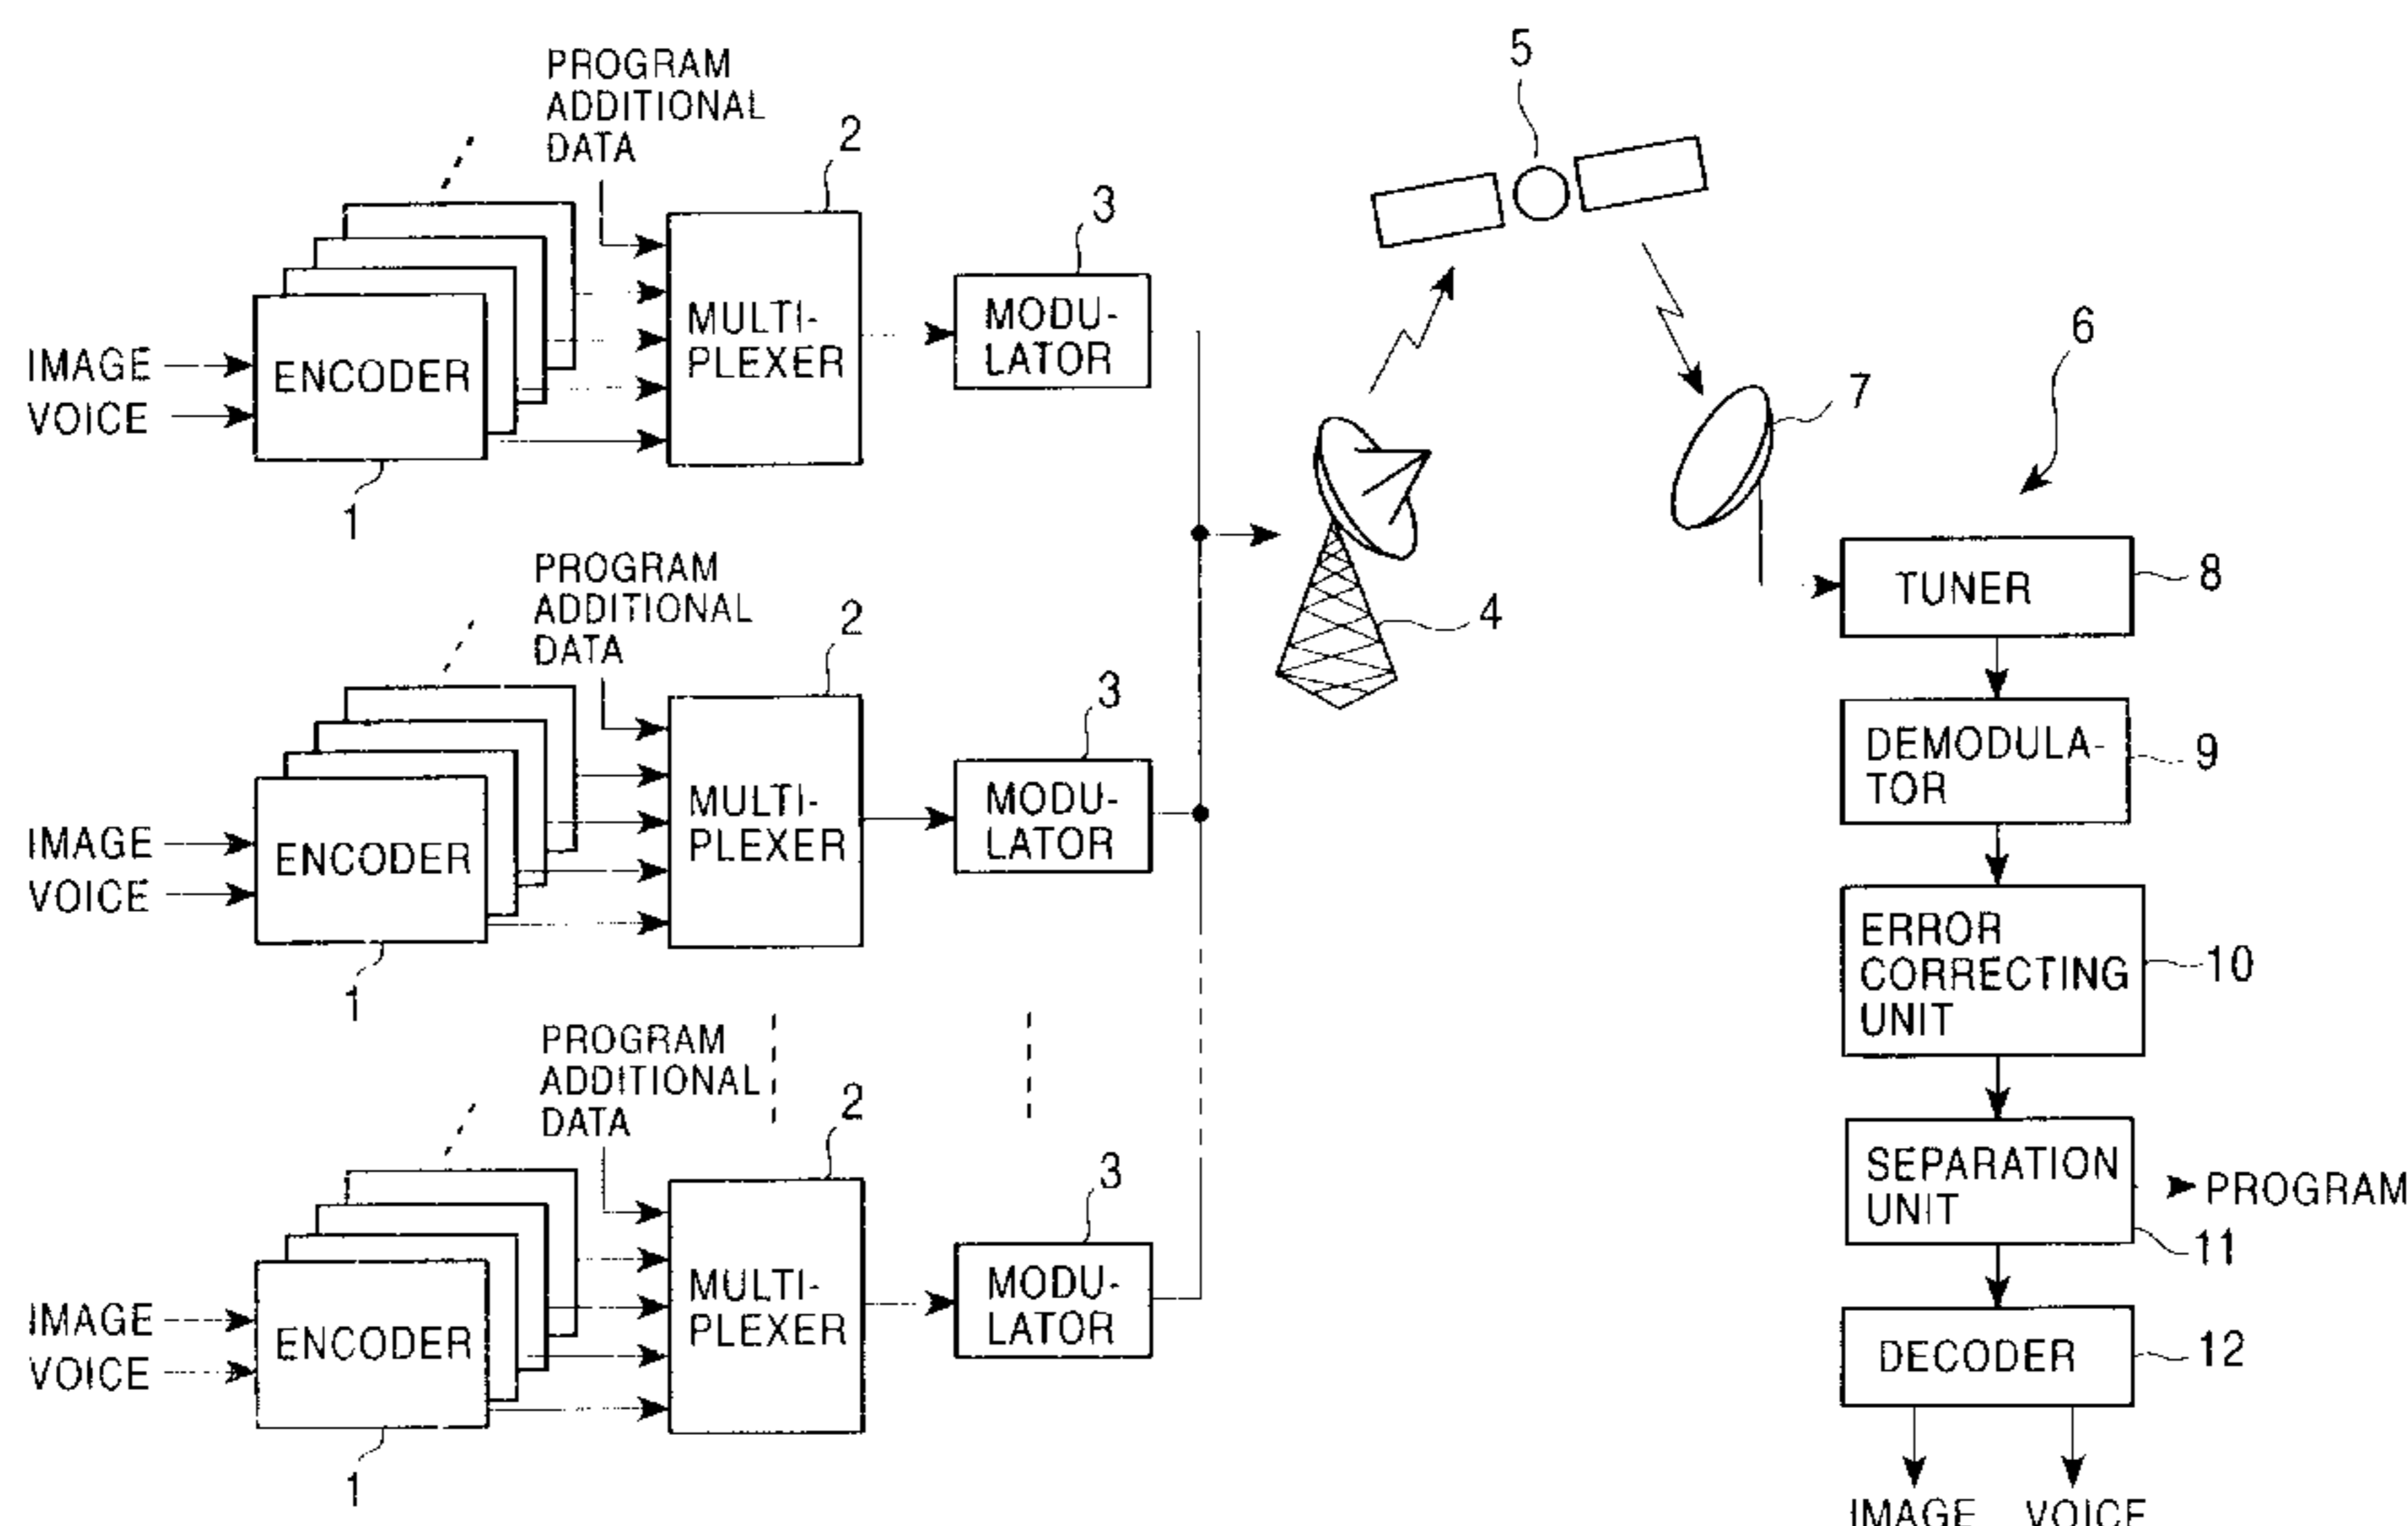 PROGRAM
ADDITIONAL
DATA
2
3
5
IMAGE
VOICE
ENCODER
MULTI-
PLEXER
MODU-
LATOR
1
6
7
4
PROGRAM
ADDITIONAL
DATA
2
3
IMAGE
VOICE
ENCODER
MULTI-
PLEXER
MODU-
LATOR
1
PROGRAM
ADDITIONAL
DATA
2
3
IMAGE
VOICE
ENCODER
MULTI-
PLEXER
MODU-
LATOR
1
TUNER
8
DEMODULA-
TOR
9
ERROR
CORRECTING
UNIT
10
SEPARATION
UNIT
PROGRAM
11
DECODER
12
IMAGE VOICE